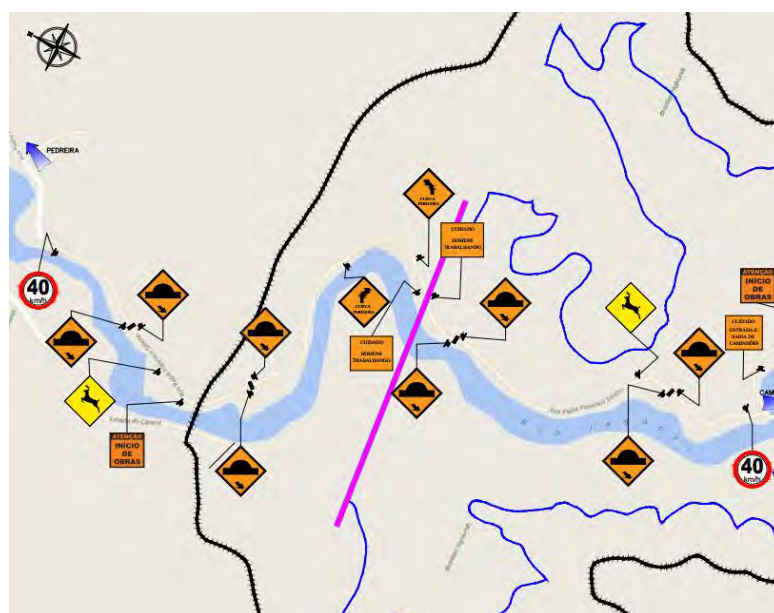 PEDREIRA
CURVA
PERIGOSA
CUIDADO
HOMENS
TRABALHANDO
40
km/h
CURVA
PERIGOSA
CUIDADO
HOMENS
TRABALHANDO
ATENÇÃO
INÍCIO
DE
OBRAS
CUIDADO
ENTRADA E
SAÍDA DE
CAMINHÕES
ATENÇÃO
INÍCIO
DE
OBRAS
40
km/h